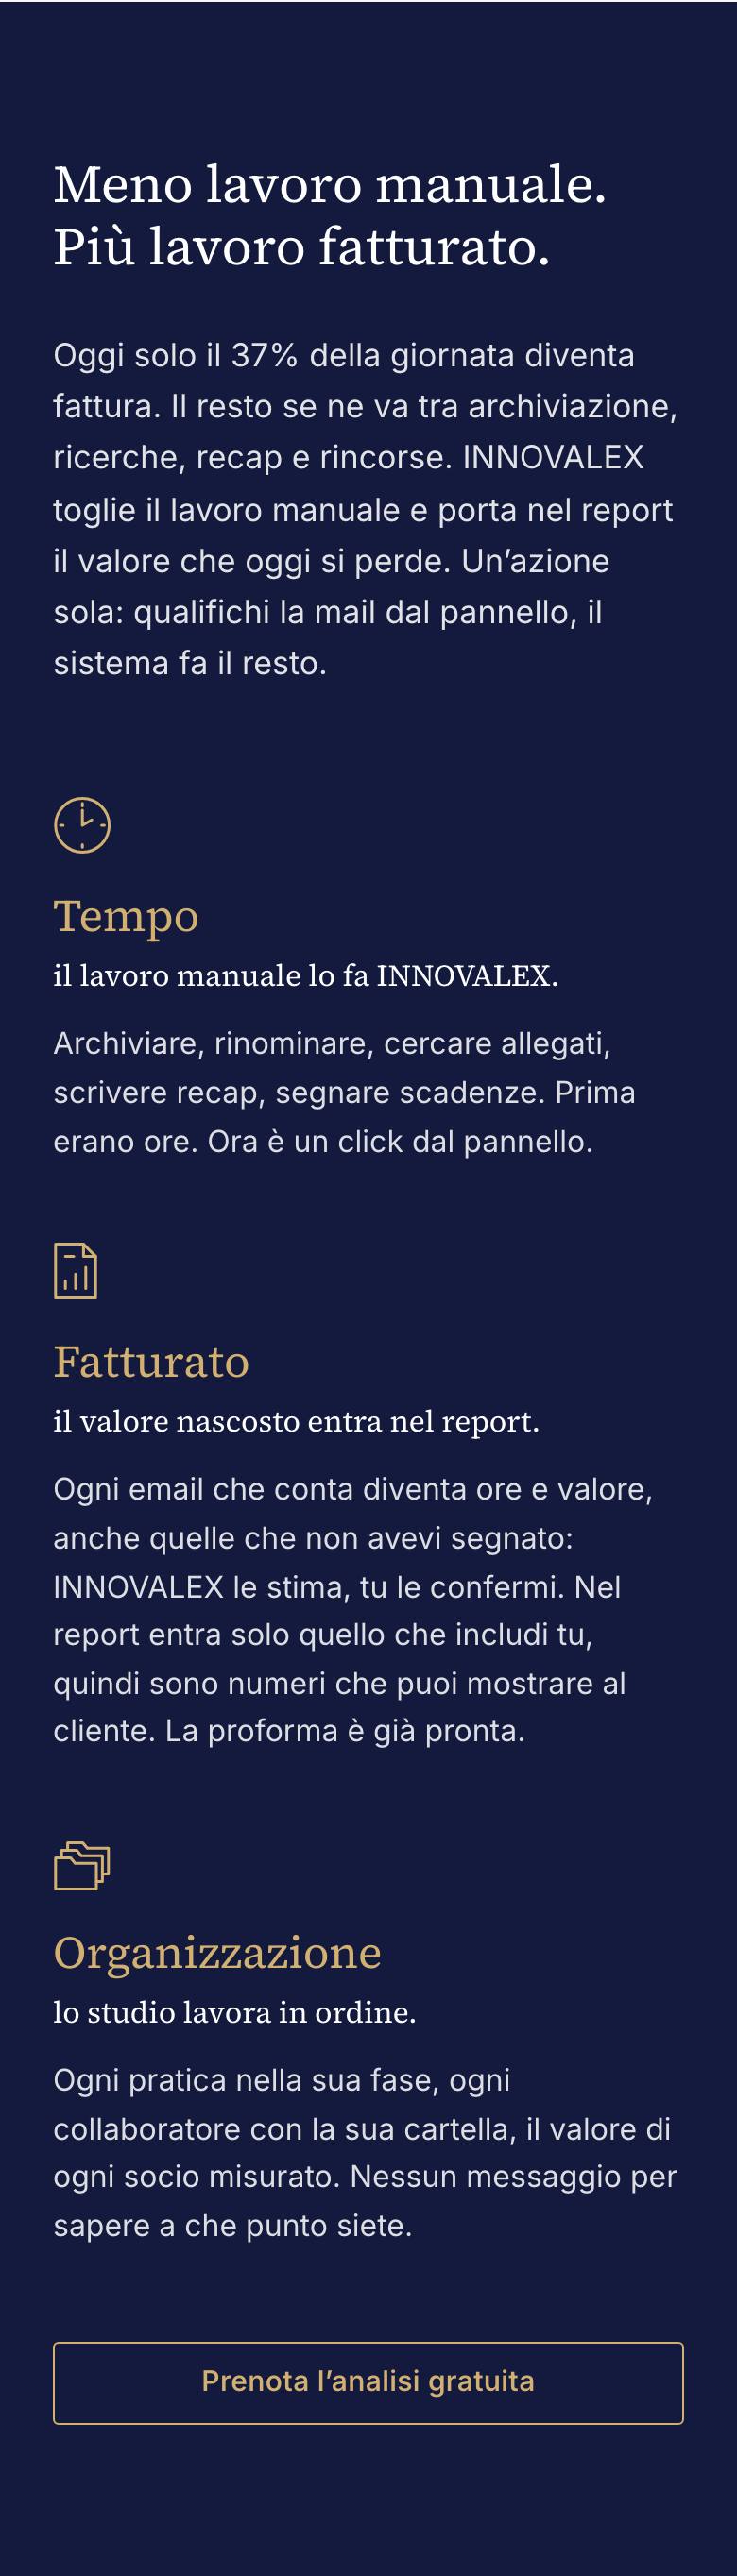 Meno lavoro manuale.
Più lavoro fatturato.
Oggi solo il 37% della giornata diventa
fattura. Il resto se ne va tra archiviazione,
ricerche, recap e rincorse. INNOVALEX
toglie il lavoro manuale e porta nel report
il valore che oggi si perde. Un’azione
sola: qualifichi la mail dal pannello, il
sistema fa il resto.
Tempo
il lavoro manuale lo fa INNOVALEX.
Archiviare, rinominare, cercare allegati,
scrivere recap, segnare scadenze. Prima
erano ore. Ora è un click dal pannello.
Fatturato
il valore nascosto entra nel report.
Ogni email che conta diventa ore e valore,
anche quelle che non avevi segnato:
INNOVALEX le stima, tu le confermi. Nel
report entra solo quello che includi tu,
quindi sono numeri che puoi mostrare al
cliente. La proforma è già pronta.
Organizzazione
lo studio lavora in ordine.
Ogni pratica nella sua fase, ogni
collaboratore con la sua cartella, il valore di
ogni socio misurato. Nessun messaggio per
sapere a che punto siete.
Prenota l’analisi gratuita